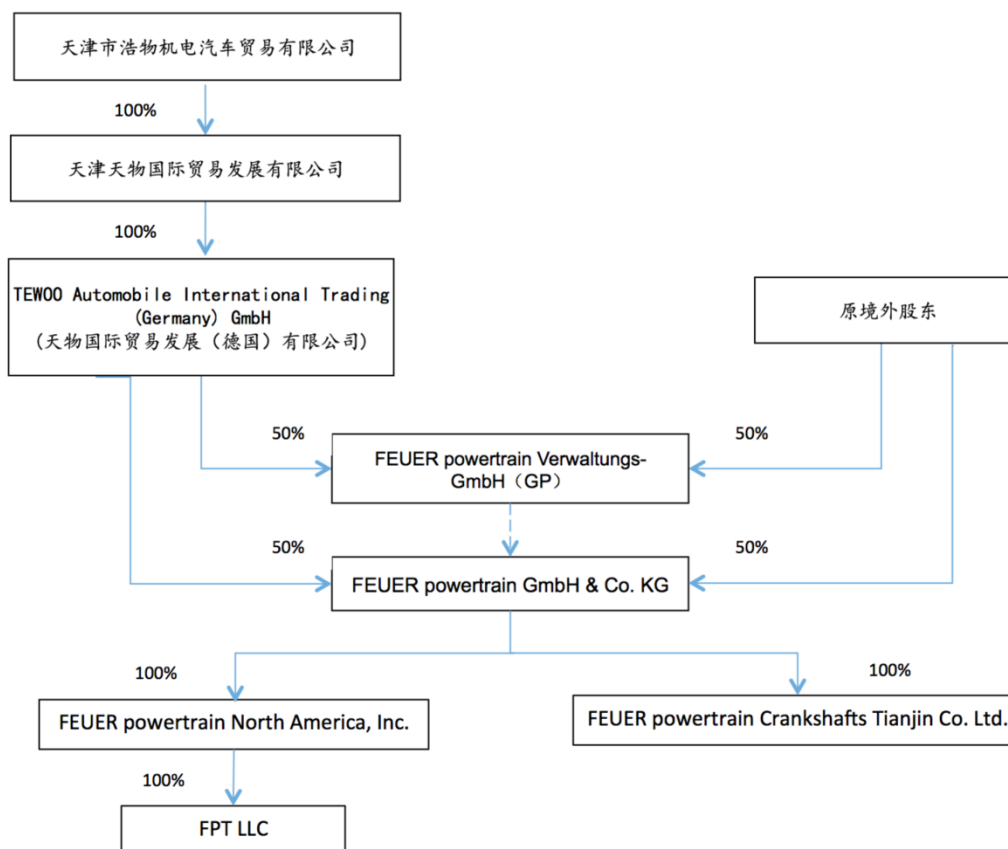 天津市浩物机电汽车贸易有限公司
100%
天津天物国际贸易发展有限公司
100%
TEWOO Automobile International Trading
(Germany) GmbH
(天物国际贸易发展（德国）有限公司)
原境外股东
50%
50%
FEUER powertrain Verwaltungs-
GmbH（GP）
50%
50%
FEUER powertrain GmbH & Co. KG
100%
100%
FEUER powertrain North America, Inc.
FEUER powertrain Crankshafts Tianjin Co. Ltd.
100%
FPT LLC